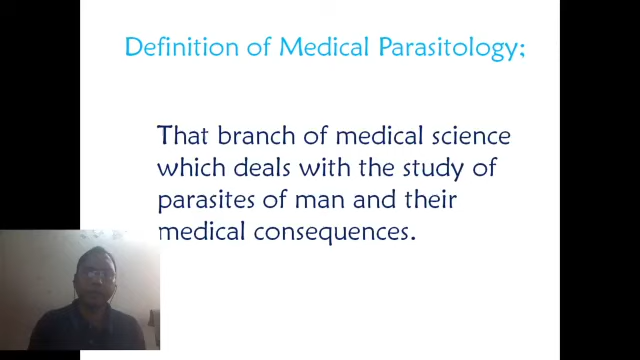 Definition of Medical Parasitology;
That branch of medical science
which deals with the study of
parasites of man and their
medical consequences.